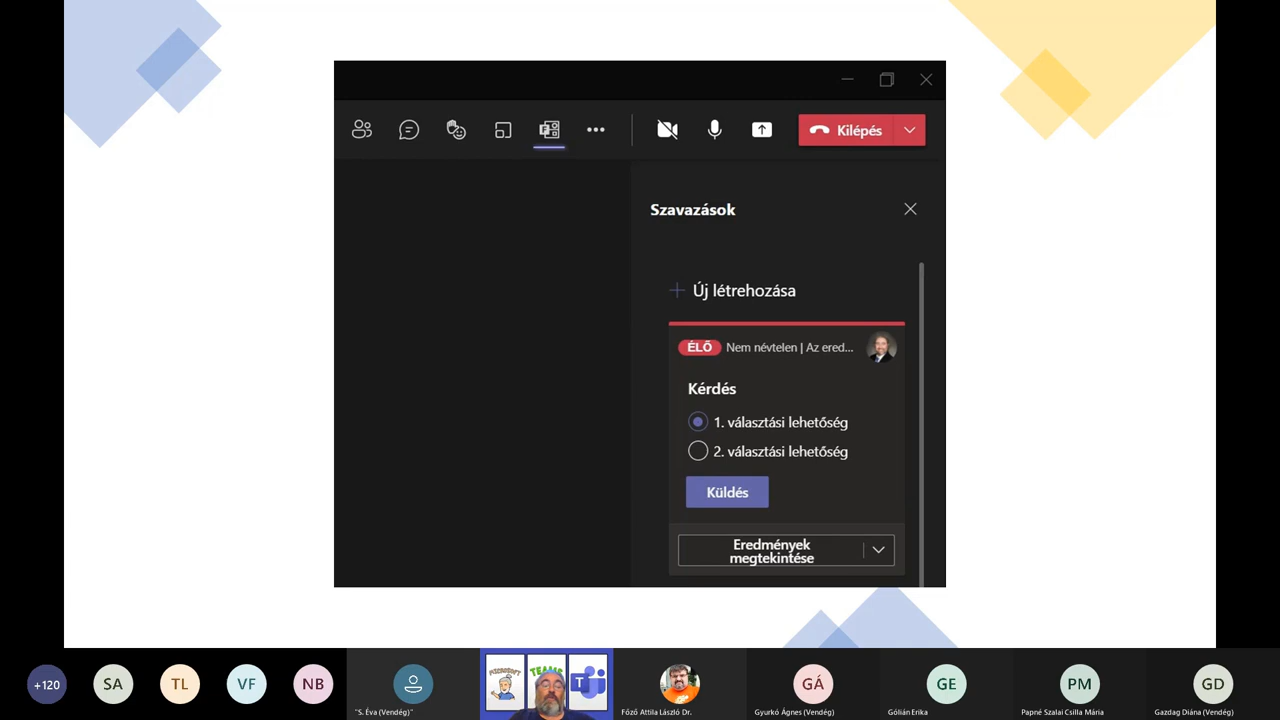 Kilépés
Szavazások
Új létrehozása
ÉLŐ Nem névtelen | Az ered...
Kérdés
1. választási lehetőség
2. választási lehetőség
Küldés
Eredmények
megtekintése
+120
SA
TL
VF
NB
"S. Éva (Vendég)"
MICROSOFT
TEAMS
T
Főző Attila László Dr.
GÁ
Gyurkó Ágnes (Vendég)
GE
Gólián Erika
PM
Papné Szalai Csilla Mária
GD
Gazdag Diána (Vendég)